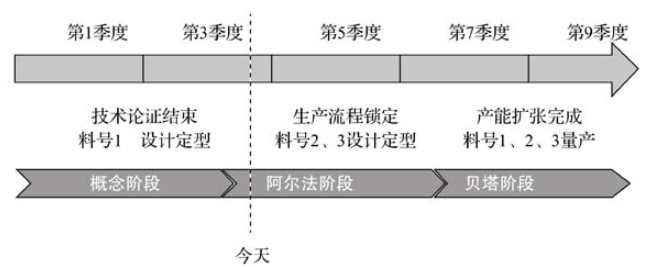 第1季度 第3季度 第5季度 第7季度 第9季度
技术论证结束 生产流程锁定 产能扩张完成
料号1 设计定型 料号2、3设计定型 料号1、2、3量产
概念阶段 阿尔法阶段 贝塔阶段
今天